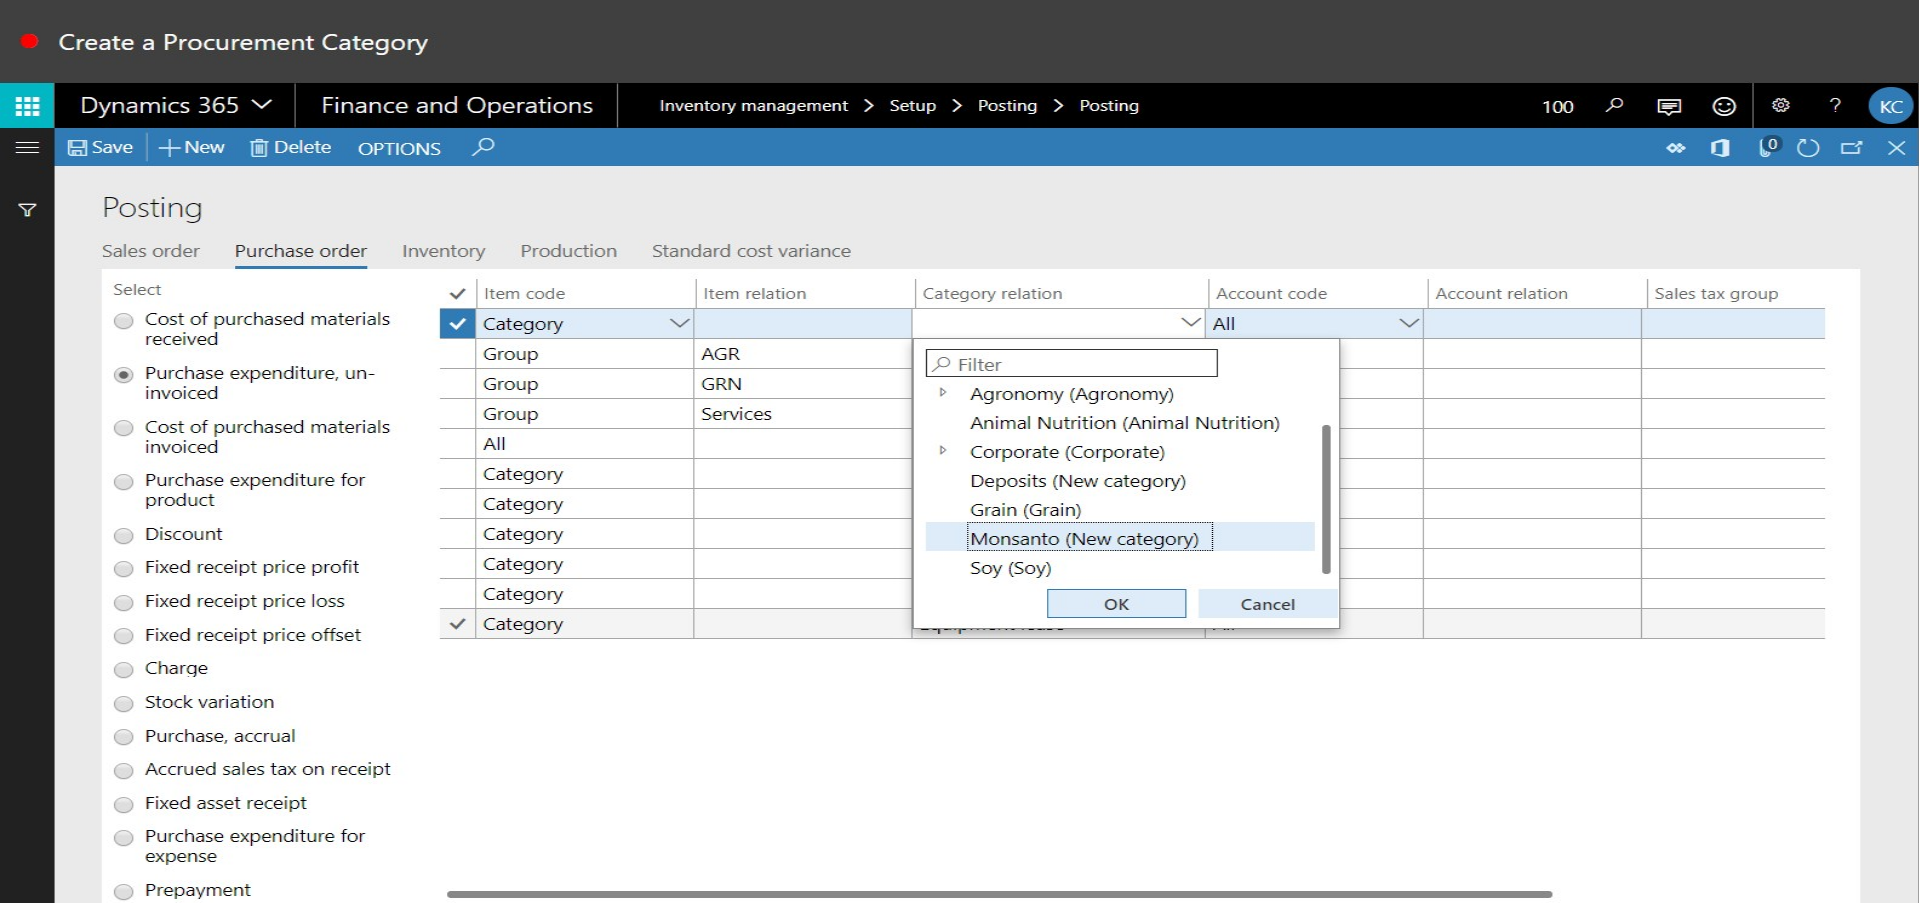 Create a Procurement Category
Dynamics 365
Finance and Operations
Inventory management > Setup > Posting > Posting
100
?
KC
Save
New
Delete
OPTIONS
0
Posting
Sales order
Purchase order
Inventory
Production
Standard cost variance
Select
Cost of purchased materials
received
Purchase expenditure, un-
invoiced
Cost of purchased materials
invoiced
Purchase expenditure for
product
Discount
Fixed receipt price profit
Fixed receipt price loss
Fixed receipt price offset
Charge
Stock variation
Purchase, accrual
Accrued sales tax on receipt
Fixed asset receipt
Purchase expenditure for
expense
Prepayment
Item code Item relation Category relation Account code Account relation Sales tax group
Category All
Group AGR
Group GRN
Group Services
All
Category
Category
Category
Category
Category
Category
Filter
Agronomy (Agronomy)
Animal Nutrition (Animal Nutrition)
Corporate (Corporate)
Deposits (New category)
Grain (Grain)
Monsanto (New category)
Soy (Soy)
OK
Cancel